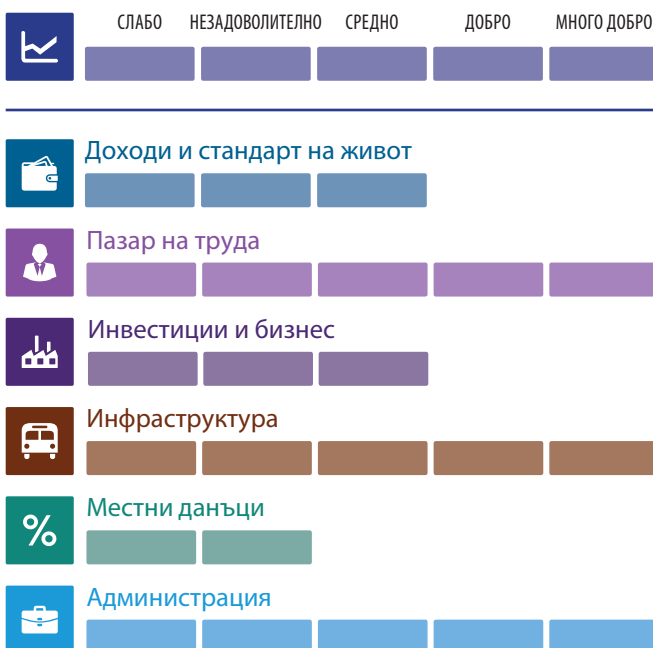 СЛАБО НЕЗАДОВОЛИТЕЛНО СРЕДНО ДОБРО МНОГО ДОБРО
Доходи и стандарт на живот
Пазар на труда
Инвестиции и бизнес
Инфраструктура
Местни данъци
%
Администрация